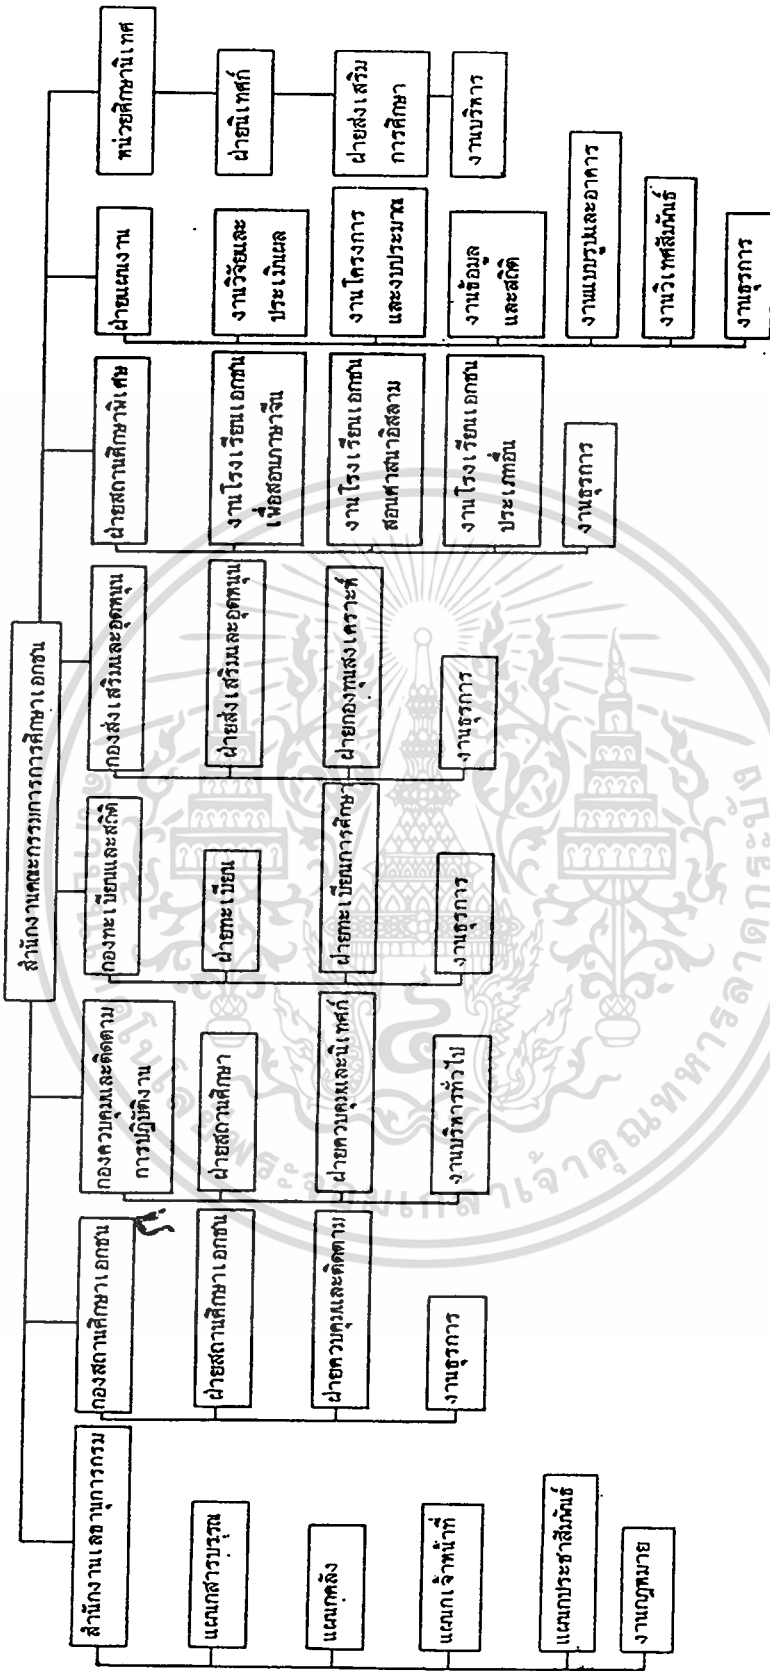 สำนักงานคณะกรรมการการศึกษาเอกชน
สำนักงานเลขานุการกรม
แผนกสารบรรณ
แผนกคลัง
แผนกเจ้าหน้าที่
แผนกประชาสัมพันธ์
งานกฎหมาย
กองสถานศึกษาเอกชน
ฝ่ายสถานศึกษาเอกชน
ฝ่ายควบคุมและติดตาม
งานธุรการ
กองควบคุมและติดตาม
การปฏิบัติงาน
ฝ่ายสถานศึกษา
ฝ่ายควบคุมและนิเทศก์
งานบริหารทั่วไป
กองทะเบียนและสถิติ
ฝ่ายทะเบียน
ฝ่ายทะเบียนการศึกษา
งานธุรการ
กองส่งเสริมและอุดหนุน
ฝ่ายส่งเสริมและอุดหนุน
ฝ่ายกองทุนสงเคราะห์
งานธุรการ
ฝ่ายสถานศึกษาพิเศษ
งานโรงเรียนเอกชน
เพื่อสอนภาษาจีน
งานโรงเรียนเอกชน
สอนศาสนาอิสลาม
งานโรงเรียนเอกชน
ประเภทอื่น
งานธุรการ
ฝ่ายแผนงาน
งานวิจัยและ
ประเมินผล
งานโครงการ
และงบประมาณ
งานข้อมูล
และสถิติ
งานแบบรูปและอาคาร
งานวิเทศสัมพันธ์
งานธุรการ
หน่วยศึกษานิเทศ
ฝ่ายนิเทศก์
ฝ่ายส่งเสริม
การศึกษา
งานบริหาร
พระจอมเกล้าเจ้าคุณทหารลาดกระบัง